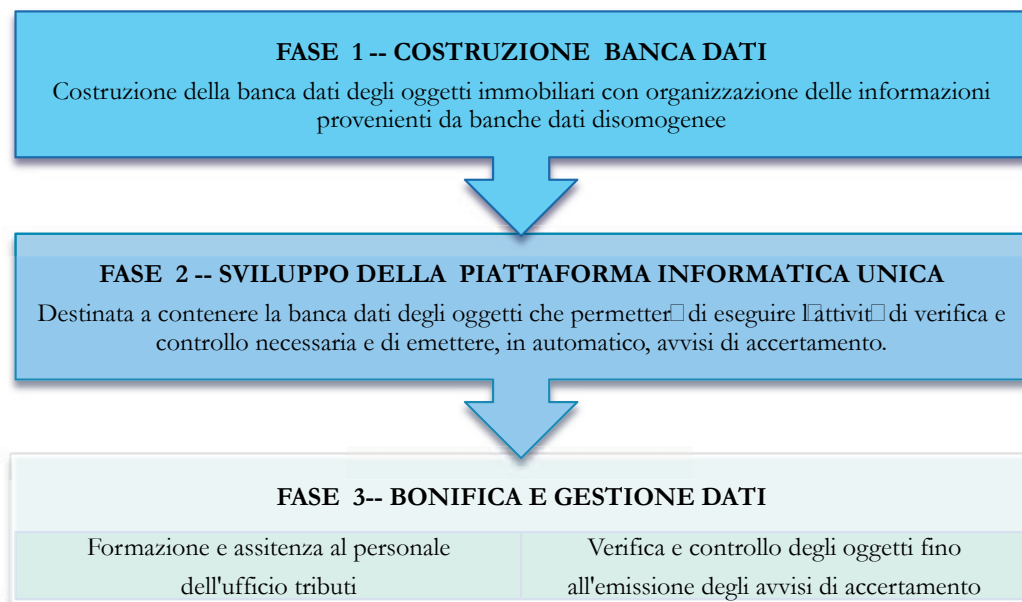 FASE 1 -- COSTRUZIONE BANCA DATI
Costruzione della banca dati degli oggetti immobiliari con organizzazione delle informazioni
provenienti da banche dati disomogenee
FASE 2 -- SVILUPPO DELLA PIATTAFORMA INFORMATICA UNICA
Destinata a contenere la banca dati degli oggetti che permetter□ di eseguire l□attivit□ di verifica e
controllo necessaria e di emettere, in automatico, avvisi di accertamento.
FASE 3-- BONIFICA E GESTIONE DATI
Formazione e assitenza al personale
dell'ufficio tributi
Verifica e controllo degli oggetti fino
all'emissione degli avvisi di accertamento